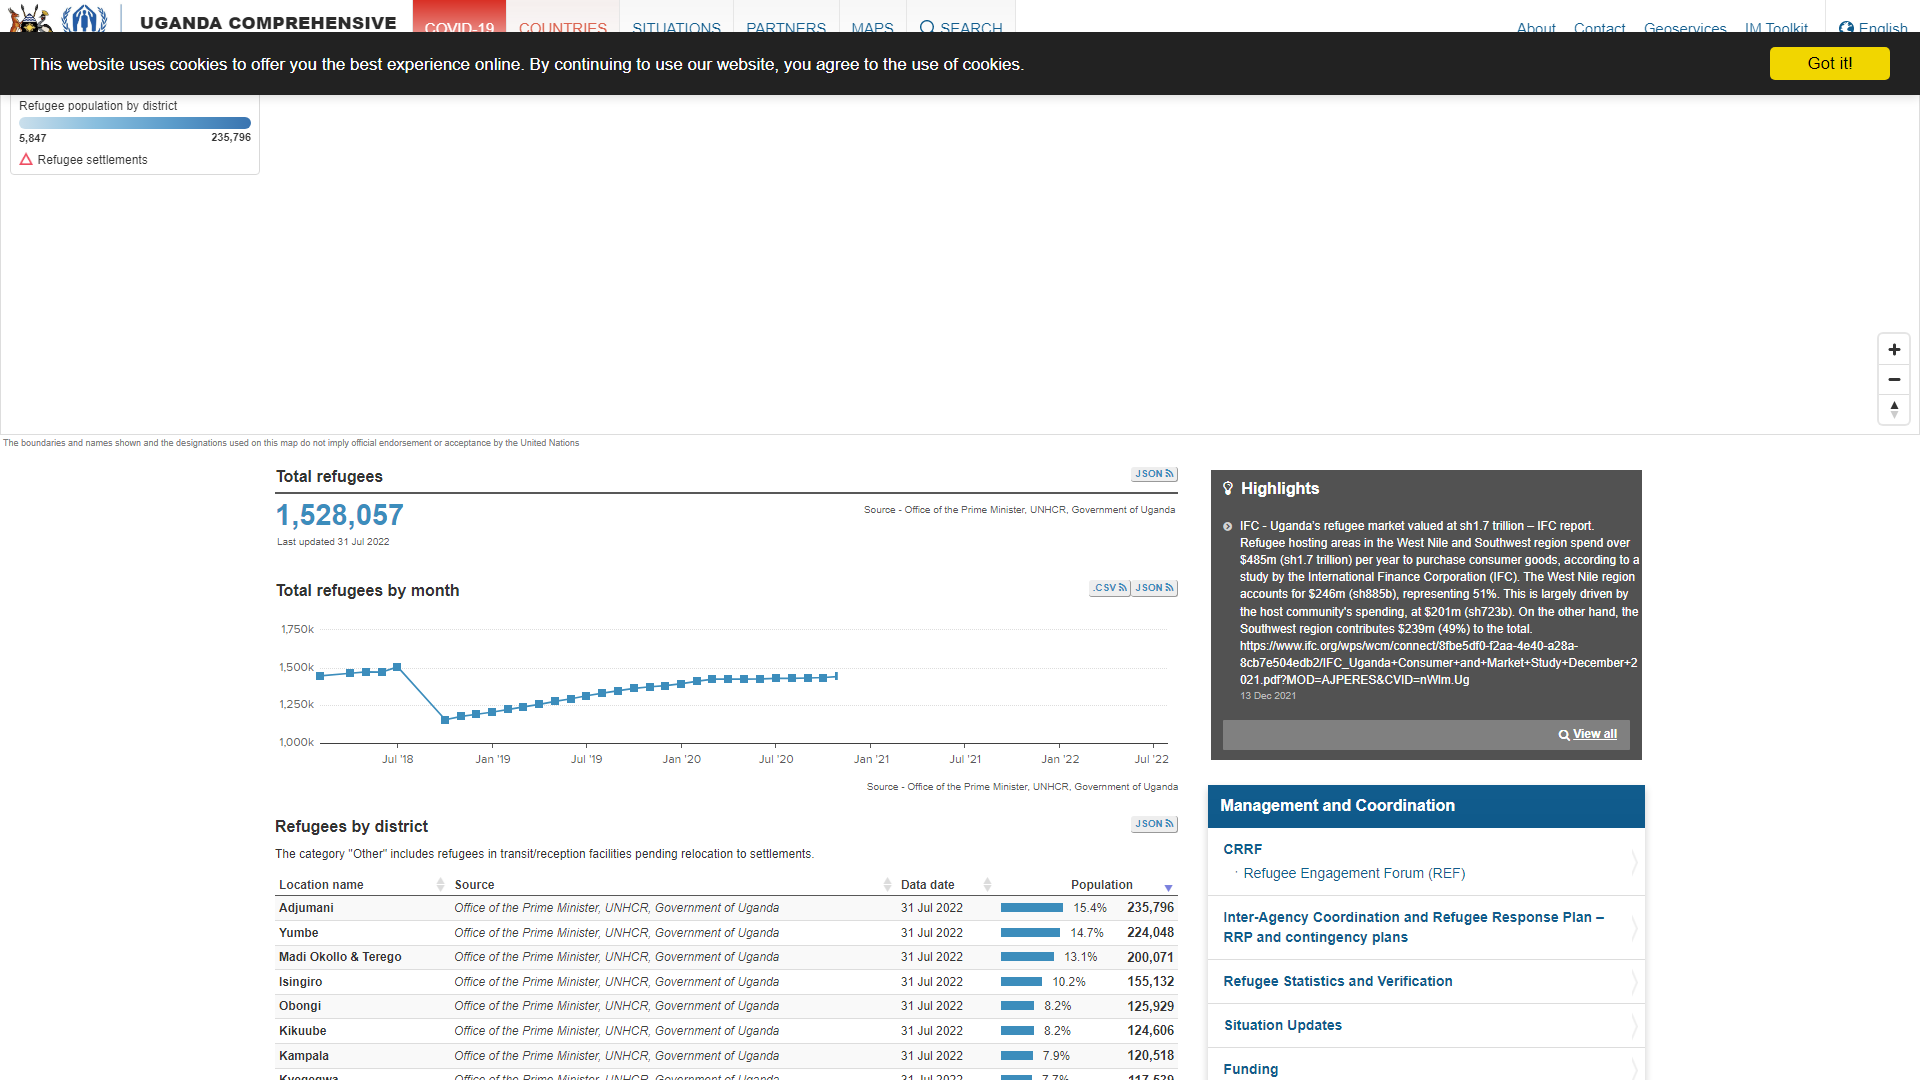 UGANDA COMPREHENSIVE
COVID-19 COUNTRIES SITUATIONS PARTNERS MAPS SEARCH About Contact Geoservices IM Toolkit English
This website uses cookies to offer you the best experience online. By continuing to use our website, you agree to the use of cookies. Got it!
Refugee population by district
5,847 235,796
Refugee settlements
The boundaries and names shown and the designations used on this map do not imply official endorsement or acceptance by the United Nations
Total refugees JSON
1,528,057 Source - Office of the Prime Minister, UNHCR, Government of Uganda
Last updated 31 Jul 2022
Total refugees by month .CSV JSON
1,750k
1,500k
1,250k
1,000k
Jul '18 Jan '19 Jul '19 Jan '20 Jul '20 Jan '21 Jul '21 Jan '22 Jul '22
Source - Office of the Prime Minister, UNHCR, Government of Uganda
Refugees by district JSON
The category "Other" includes refugees in transit/reception facilities pending relocation to settlements.
Location name Source Data date Population
Adjumani Office of the Prime Minister, UNHCR, Government of Uganda 31 Jul 2022 15.4% 235,796
Yumbe Office of the Prime Minister, UNHCR, Government of Uganda 31 Jul 2022 14.7% 224,048
Madi Okollo & Terego Office of the Prime Minister, UNHCR, Government of Uganda 31 Jul 2022 13.1% 200,071
Isingiro Office of the Prime Minister, UNHCR, Government of Uganda 31 Jul 2022 10.2% 155,132
Obongi Office of the Prime Minister, UNHCR, Government of Uganda 31 Jul 2022 8.2% 125,929
Kikuube Office of the Prime Minister, UNHCR, Government of Uganda 31 Jul 2022 8.2% 124,606
Kampala Office of the Prime Minister, UNHCR, Government of Uganda 31 Jul 2022 7.9% 120,518
Kyegegwa Office of the Prime Minister, UNHCR, Government of Uganda 31 Jul 2022 7.7% 117,529
Highlights
IFC - Uganda's refugee market valued at sh1.7 trillion – IFC report.
Refugee hosting areas in the West Nile and Southwest region spend over
$485m (sh1.7 trillion) per year to purchase consumer goods, according to a
study by the International Finance Corporation (IFC). The West Nile region
accounts for $246m (sh885b), representing 51%. This is largely driven by
the host community's spending, at $201m (sh723b). On the other hand, the
Southwest region contributes $239m (49%) to the total.
https://www.ifc.org/wps/wcm/connect/8fbe5df0-f2aa-4e40-a28a-
8cb7e504edb2/IFC_Uganda+Consumer+and+Market+Study+December+2
021.pdf?MOD=AJPERES&CVID=nWlm.Ug
13 Dec 2021
View all
Management and Coordination
CRRF
Refugee Engagement Forum (REF)
Inter-Agency Coordination and Refugee Response Plan –
RRP and contingency plans
Refugee Statistics and Verification
Situation Updates
Funding